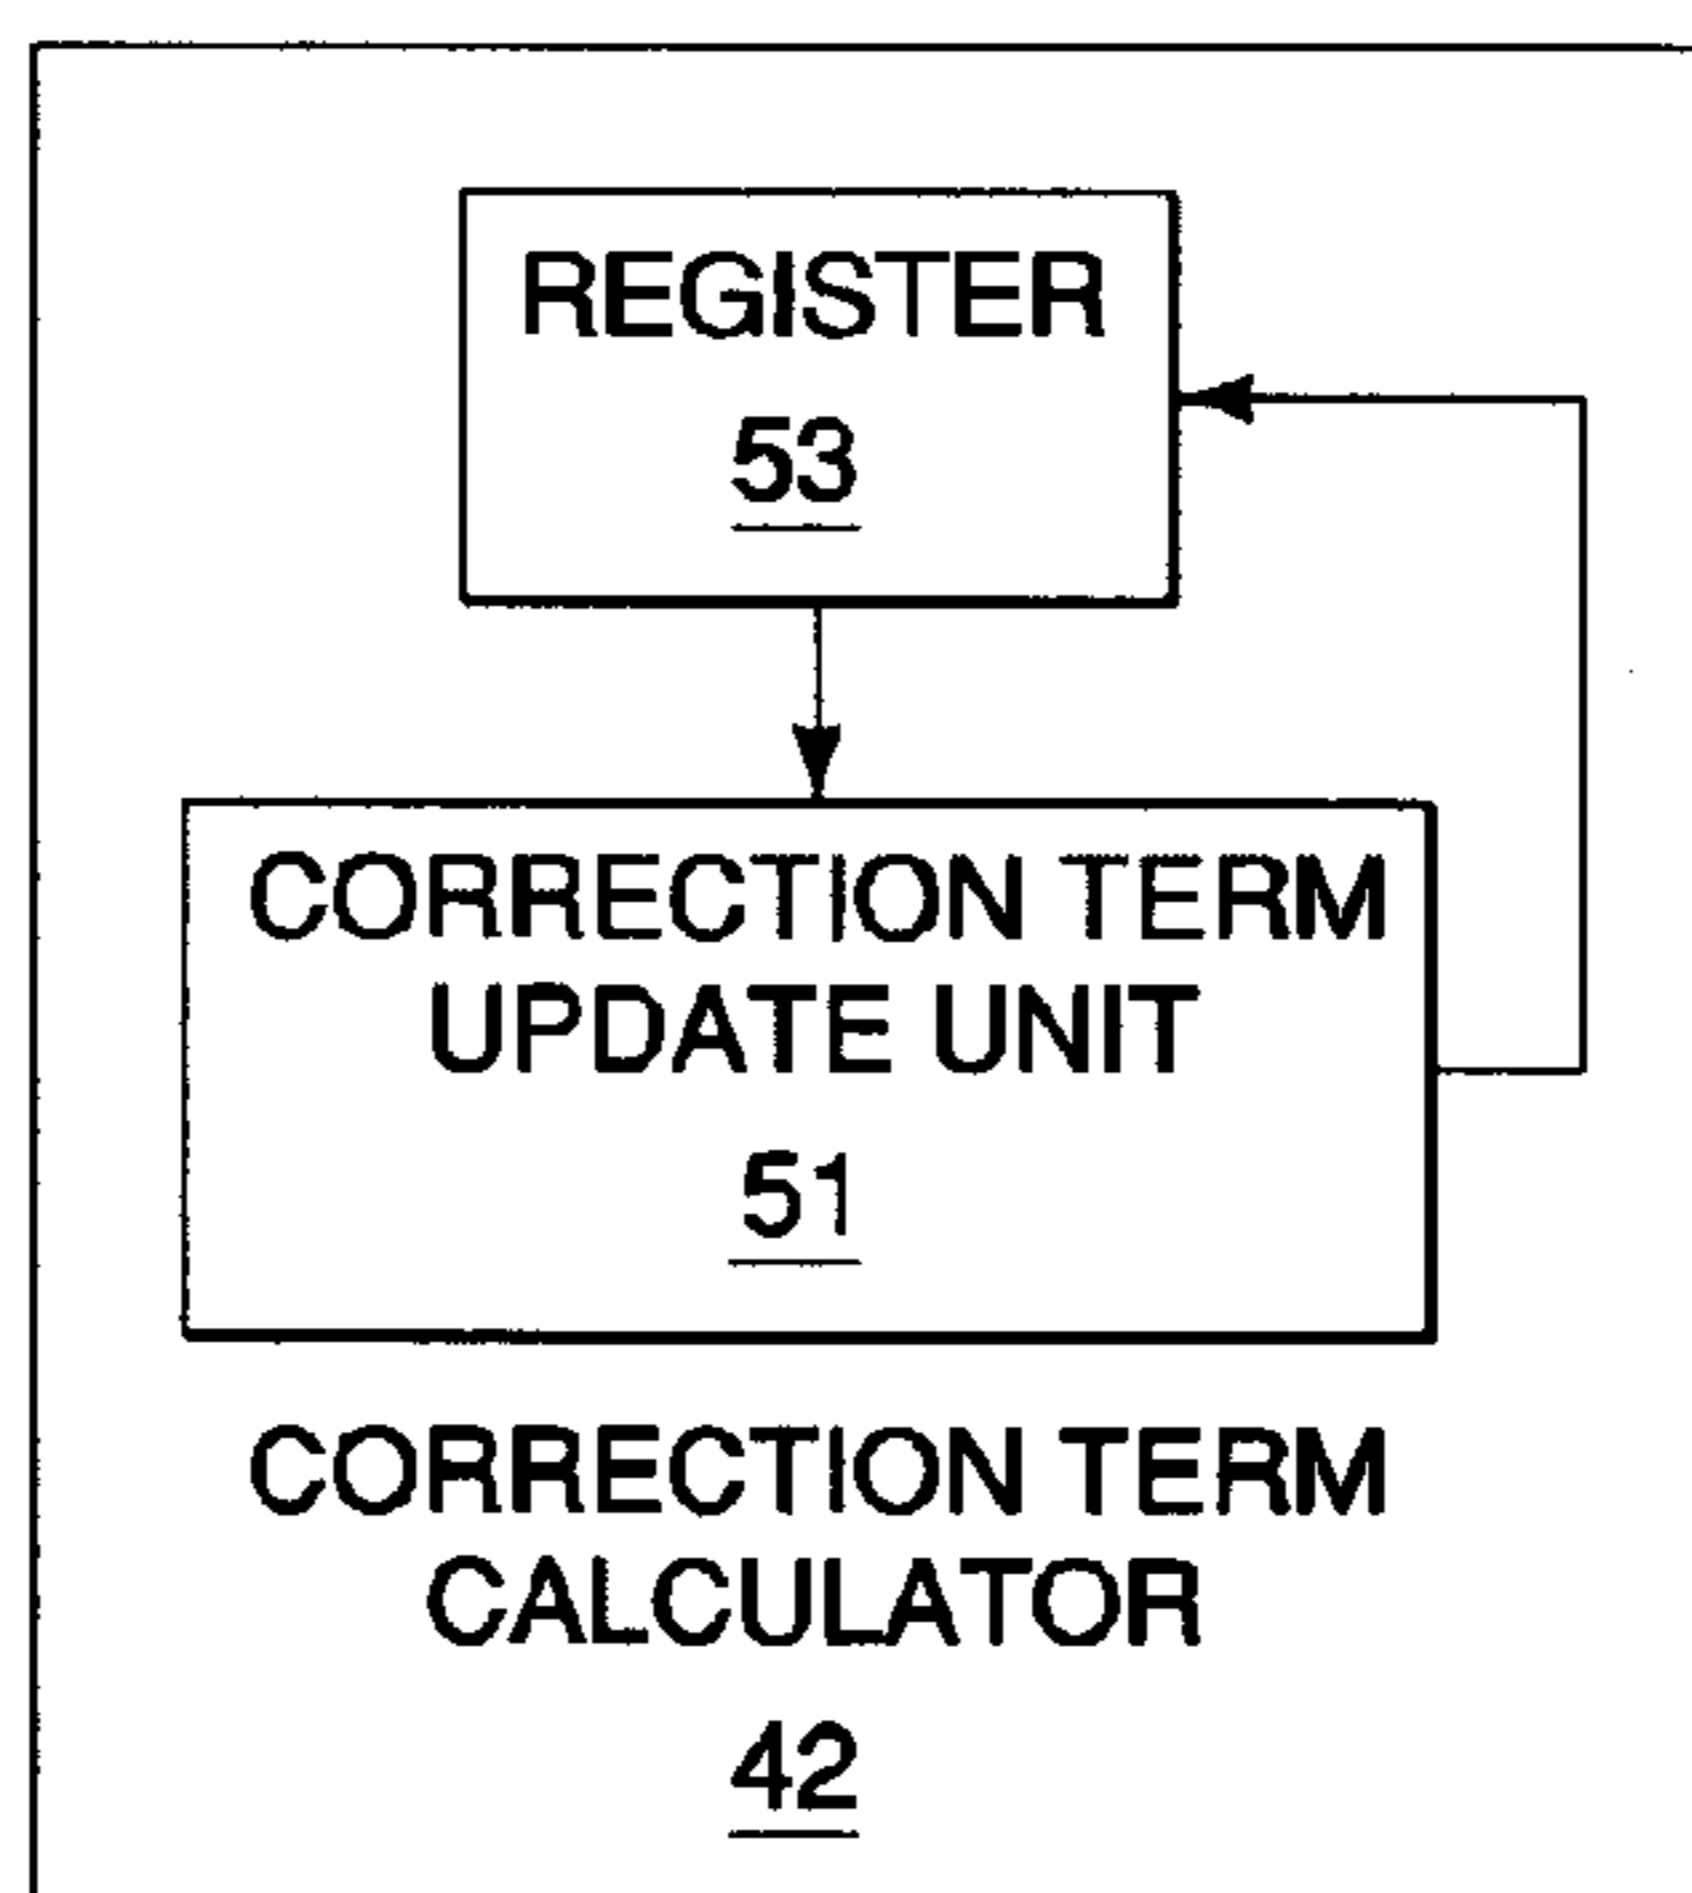 REGISTER
53
CORRECTION TERM
UPDATE UNIT
51
CORRECTION TERM
CALCULATOR
42